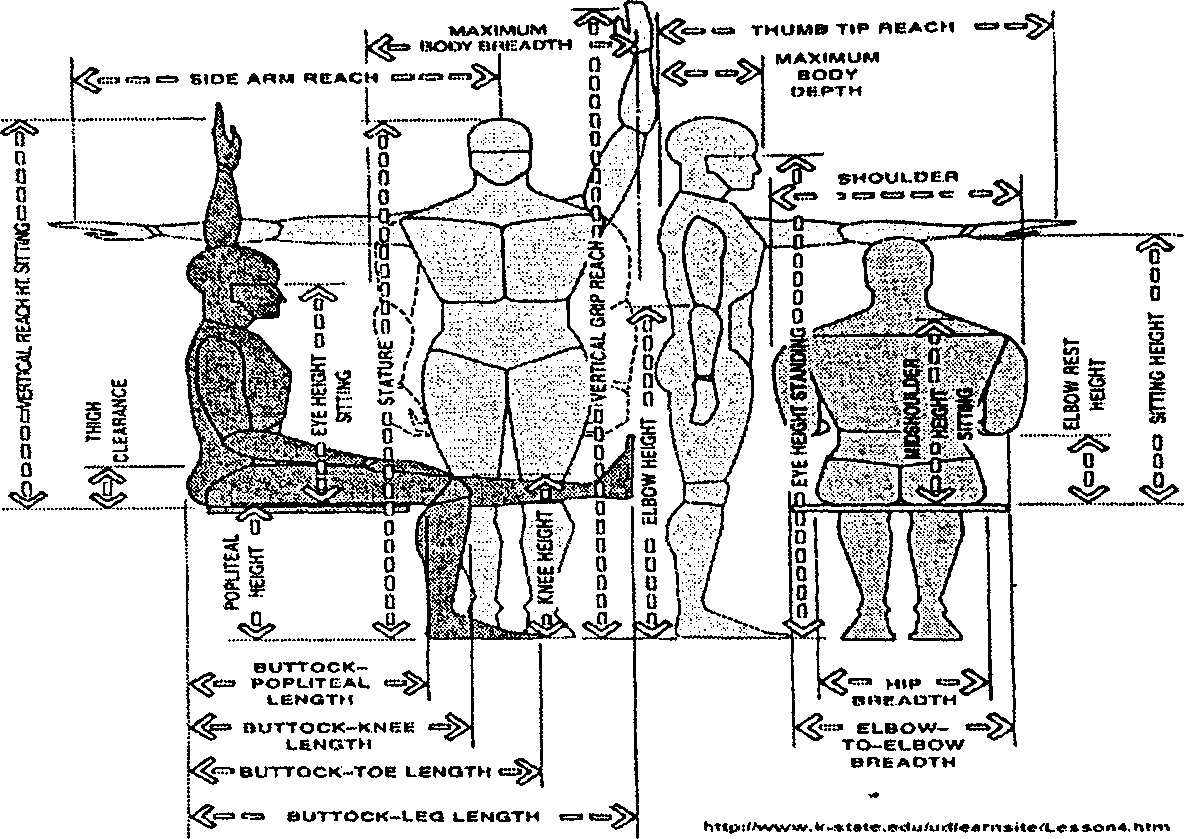 MAXIMUM
BODY BREADTH
THUMB TIP REACH
SIDE ARM REACH
MAXIMUM
BODY
DEPTH
SHOULDER
VERTICAL REACH HT. SITTING
THIGH
CLEARANCE
EYE HEIGHT
SITTING
STATURE
VERTICAL GRIP REACH
ELBOW HEIGHT
EYE HEIGHT STANDING
MIDSHOULDER
HEIGHT
SITTING
ELBOW REST
HEIGHT
SITTING HEIGHT
POPLITEAL
HEIGHT
KNEE HEIGHT
BUTTOCK-
POPLITEAL
LENGTH
BUTTOCK-KNEE
LENGTH
BUTTOCK-TOE LENGTH
BUTTOCK-LEG LENGTH
HIP
BREADTH
ELBOW-
TO-ELBOW
BREADTH
http://www.k-state.edu/udlearnsite/Lesson4.htm